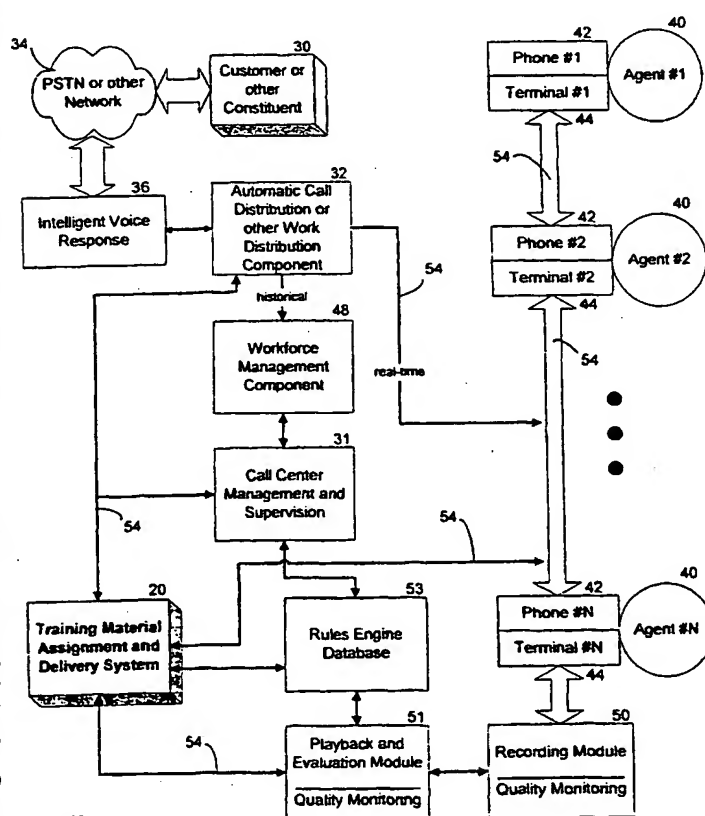 34
PSTN or other
Network
30
Customer or
other
Constituent
36
Intelligent Voice
Response
32
Automatic Call
Distribution or
other Work
Distribution
Component
54
historical
real-time
48
Workforce
Management
Component
31
Call Center
Management and
Supervision
54
54
20
Training Material
Assignment and
Delivery System
53
Rules Engine
Database
54
51
Playback and
Evaluation Module
Quality Monitoring
50
Recording Module
Quality Monitoring
42
Phone #1
Terminal #1
44
40
Agent #1
54
42
Phone #2
Terminal #2
44
40
Agent #2
54
42
Phone #N
Terminal #N
44
40
Agent #N